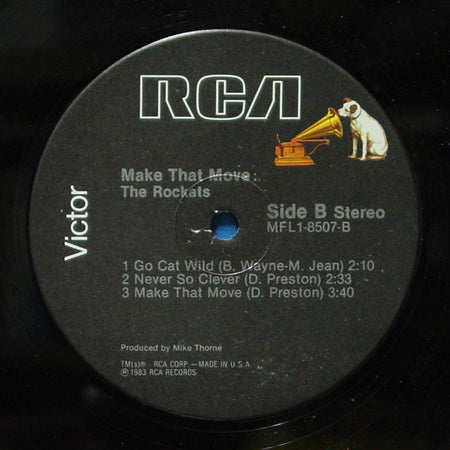 RCA
Make That Move
The Rockats
Victor
Side B Stereo
MFL1-8507-B
1 Go Cat Wild (B. Wayne-M. Jean) 2:10
2 Never So Clever (D. Preston) 2:33
3 Make That Move (D. Preston) 3:40
Produced by Mike Thorne
TM(s)® RCA CORP.—MADE IN U.S.A
℗1983 RCA RECORDS